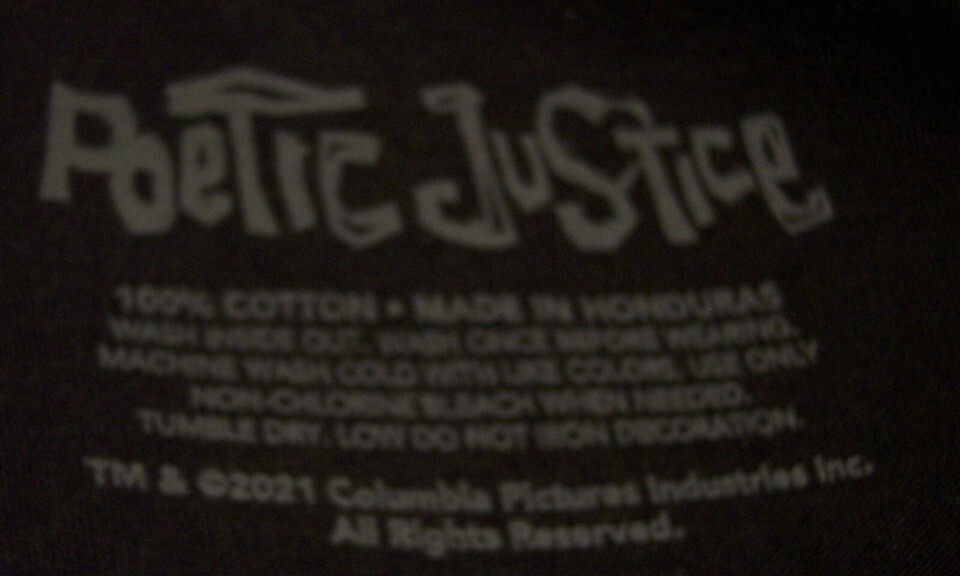 Poetic Justice
100% COTTON • MADE IN HONDURAS
WASH INSIDE OUT. WASH ONCE BEFORE WEARING.
MACHINE WASH COLD WITH LIKE COLORS. USE ONLY
NON-CHLORINE BLEACH WHEN NEEDED.
TUMBLE DRY. LOW DO NOT IRON DECORATION.
TM & ©2021 Columbia Pictures Industries Inc.
All Rights Reserved.